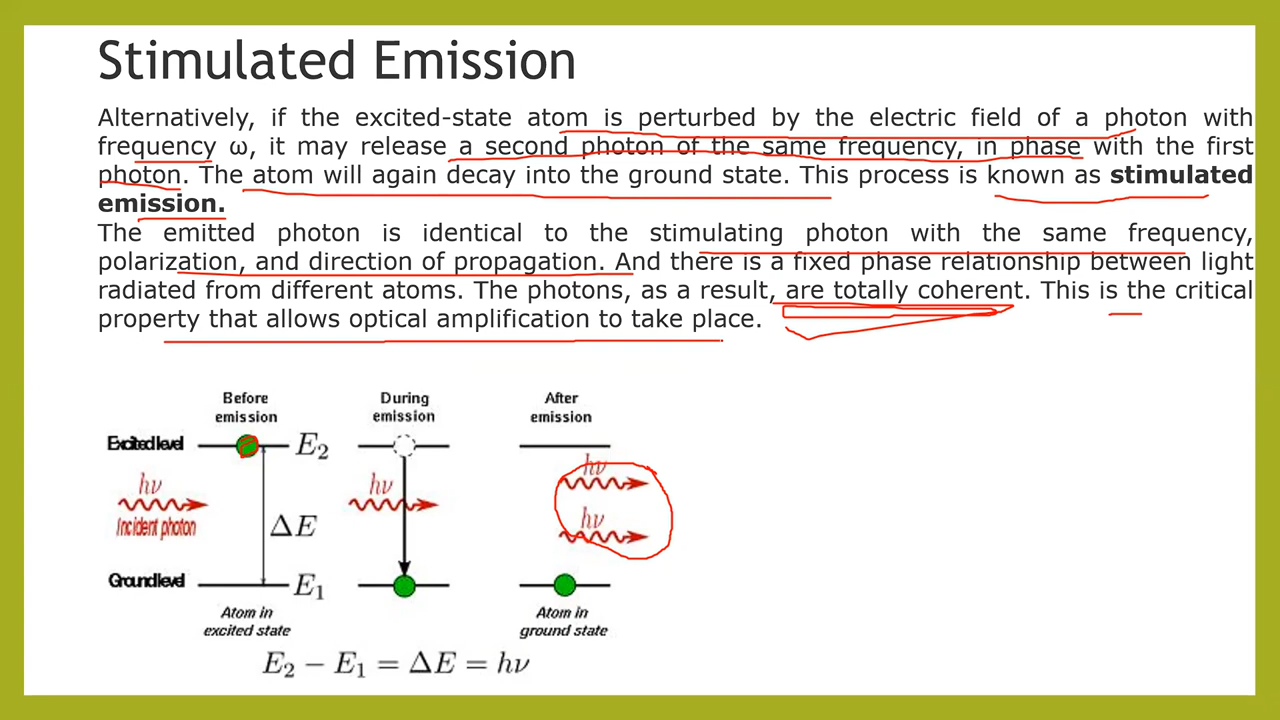 Stimulated Emission
Alternatively, if the excited-state atom is perturbed by the electric field of a photon with
frequency ω, it may release a second photon of the same frequency, in phase with the first
photon. The atom will again decay into the ground state. This process is known as stimulated
emission.
The emitted photon is identical to the stimulating photon with the same frequency,
polarization, and direction of propagation. And there is a fixed phase relationship between light
radiated from different atoms. The photons, as a result, are totally coherent. This is the critical
property that allows optical amplification to take place.
Before emission
During emission
After emission
Excited level
E₂
hν
Incident photon
ΔE
hν
hν
hν
Ground level
E₁
Atom in excited state
Atom in ground state
E₂ − E₁ = ΔE = hν